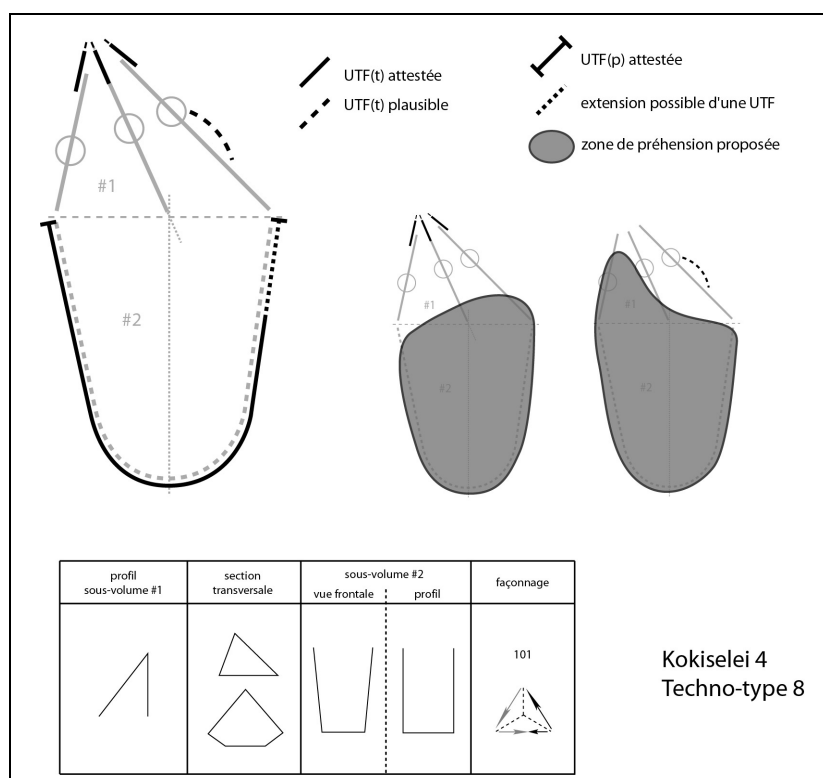 UTF(t) attestée
UTF(t) plausible
UTF(p) attestée
extension possible d'une UTF
zone de préhension proposée
#1
#2
#1
#2
#1
#2
profil
sous-volume #1
section
transversale
sous-volume #2
vue frontale
profil
façonnage
101
Kokiselei 4
Techno-type 8